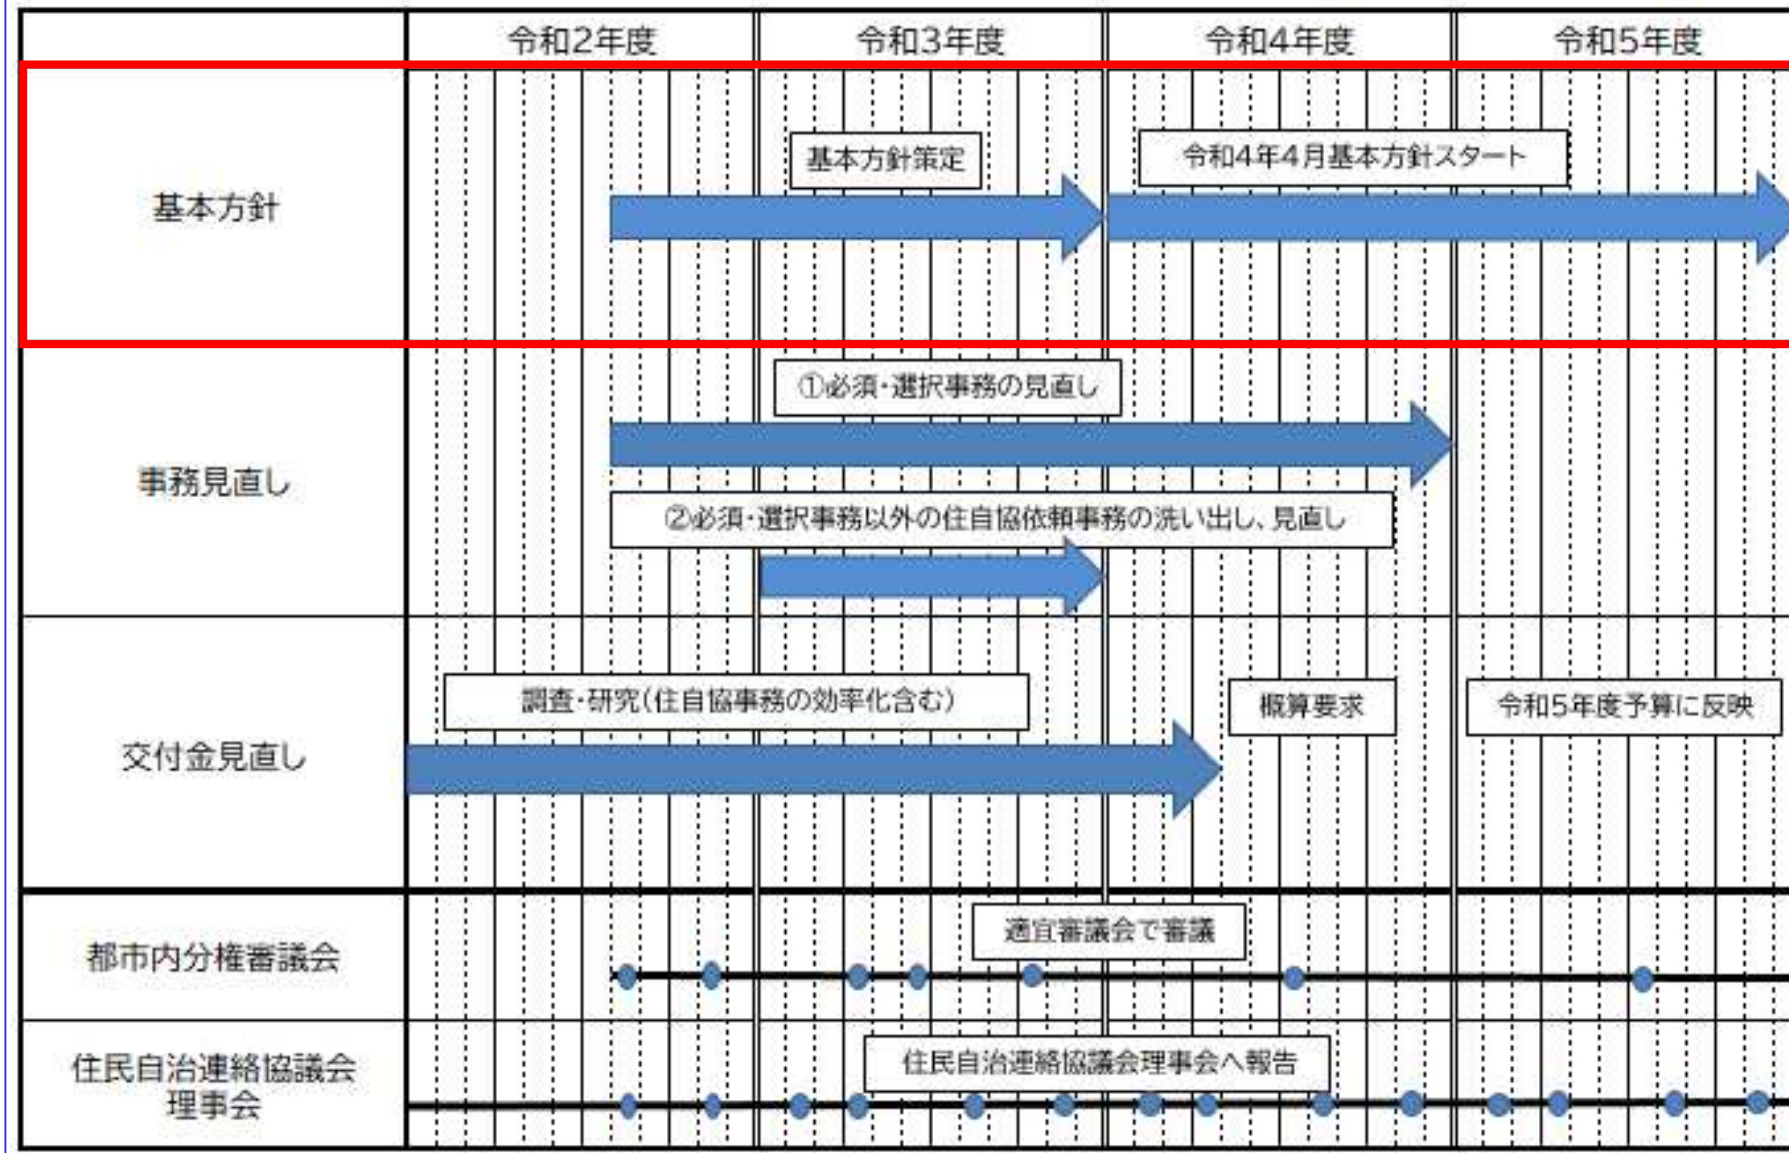 令和2年度 令和3年度 令和4年度 令和5年度
基本方針
基本方針策定
令和4年4月基本方針スタート
事務見直し
①必須・選択事務の見直し
②必須・選択事務以外の住自協依頼事務の洗い出し、見直し
交付金見直し
調査・研究(住自協事務の効率化含む)
概算要求
令和5年度予算に反映
都市内分権審議会
適宜審議会で審議
住民自治連絡協議会
理事会
住民自治連絡協議会理事会へ報告